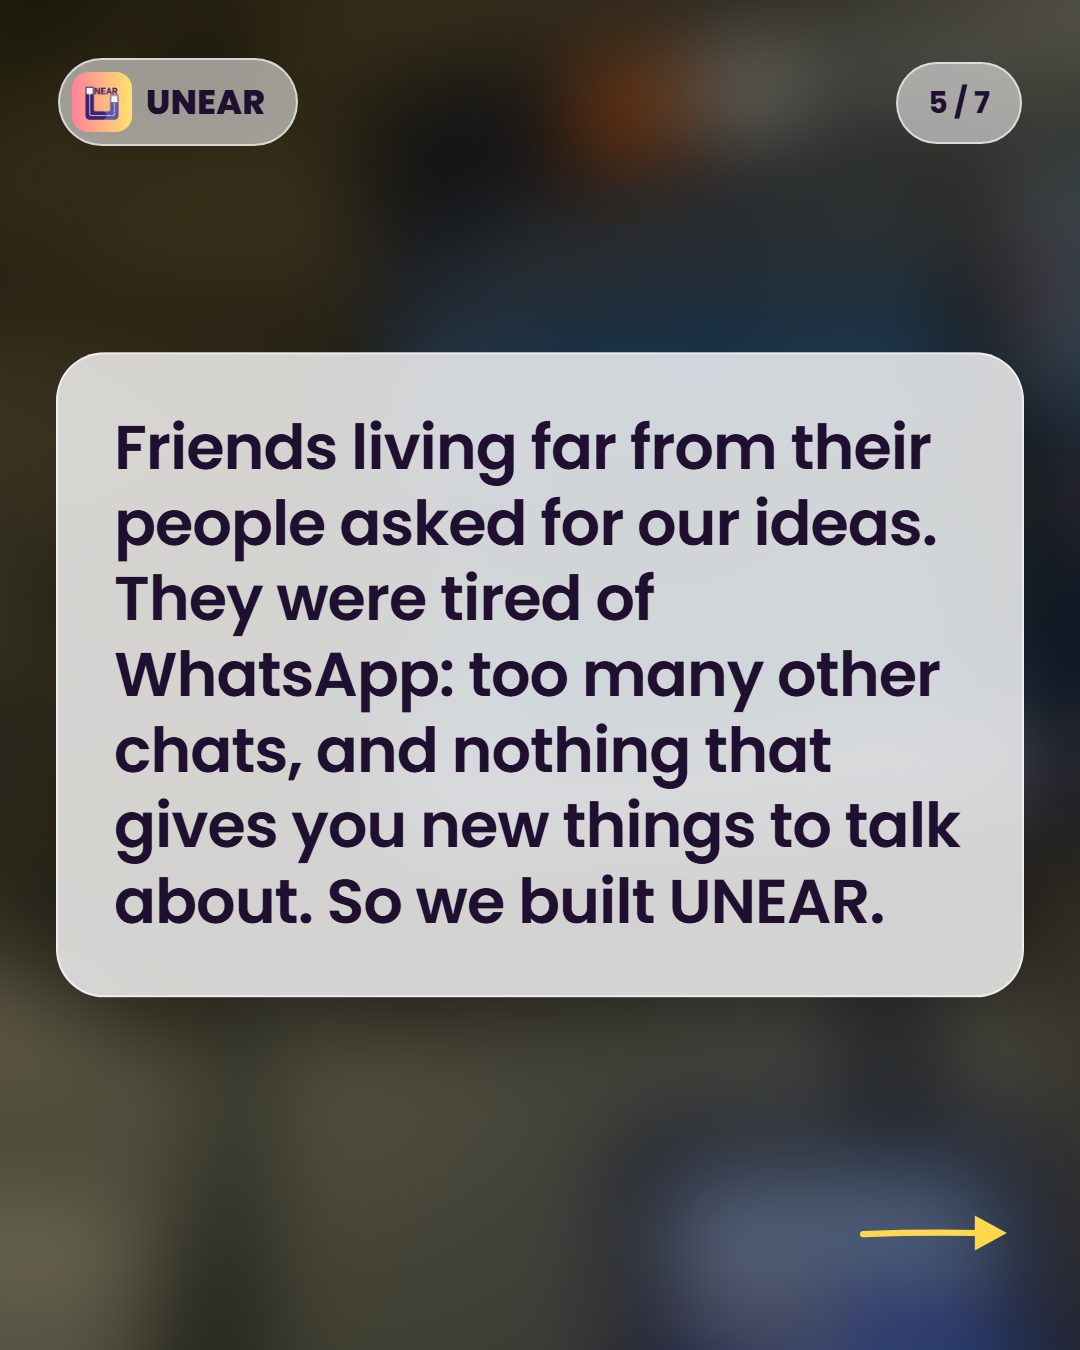 UNEAR
UNEAR
5 / 7
Friends living far from their
people asked for our ideas.
They were tired of
WhatsApp: too many other
chats, and nothing that
gives you new things to talk
about. So we built UNEAR.